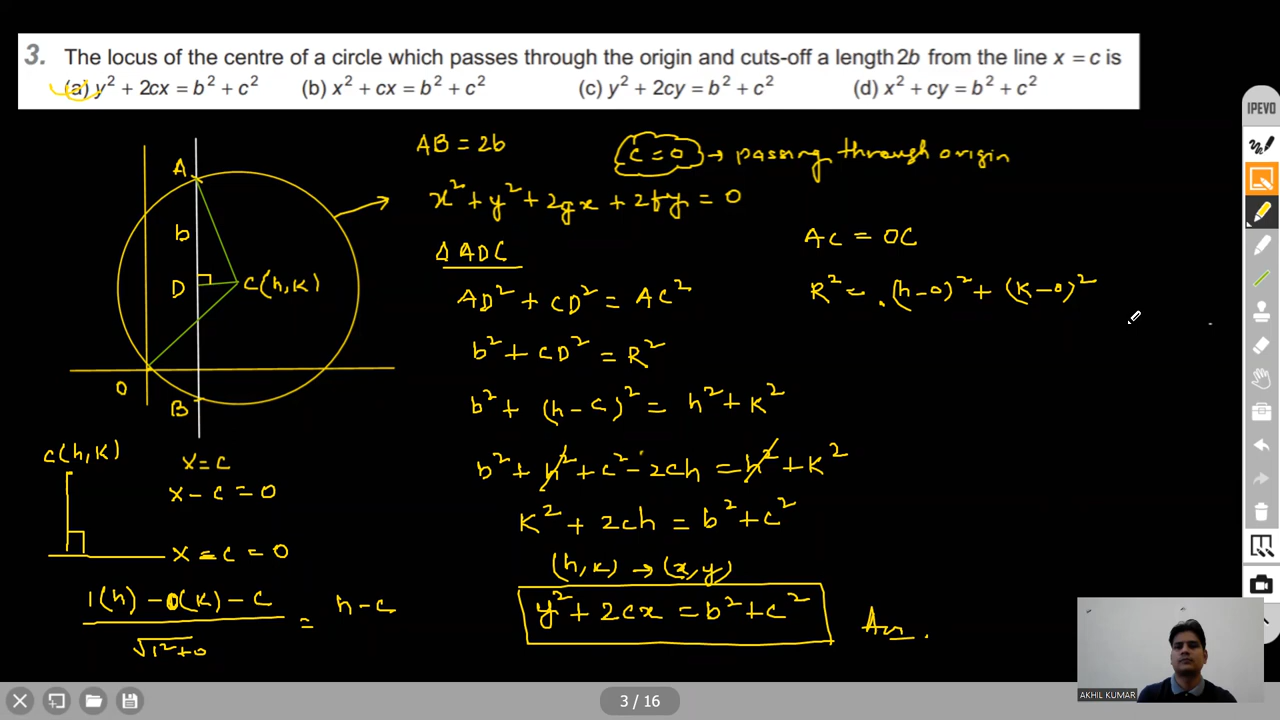 3. The locus of the centre of a circle which passes through the origin and cuts-off a length 2b from the line x = c is
(a) y² + 2cx = b² + c² (b) x² + cx = b² + c² (c) y² + 2cy = b² + c² (d) x² + cy = b² + c²
IPEVO
A
b
D
C(h,k)
O
B
x=c
x-c=0
C(h,k)
x-c=0
1(h) - 0(k) - c
√1²+0
= h-c
AB = 2b
c=0 → passing through origin
x² + y² + 2gx + 2fy = 0
Δ ADC
AD² + CD² = AC²
b² + CD² = R²
b² + (h-c)² = h² + k²
b² + h² + c² - 2ch = h² + k²
k² + 2ch = b² + c²
(h,k) → (x,y)
y² + 2cx = b² + c²
Ans.
AC = OC
R² = (h-0)² + (k-0)²
AKHIL KUMAR
3 / 16